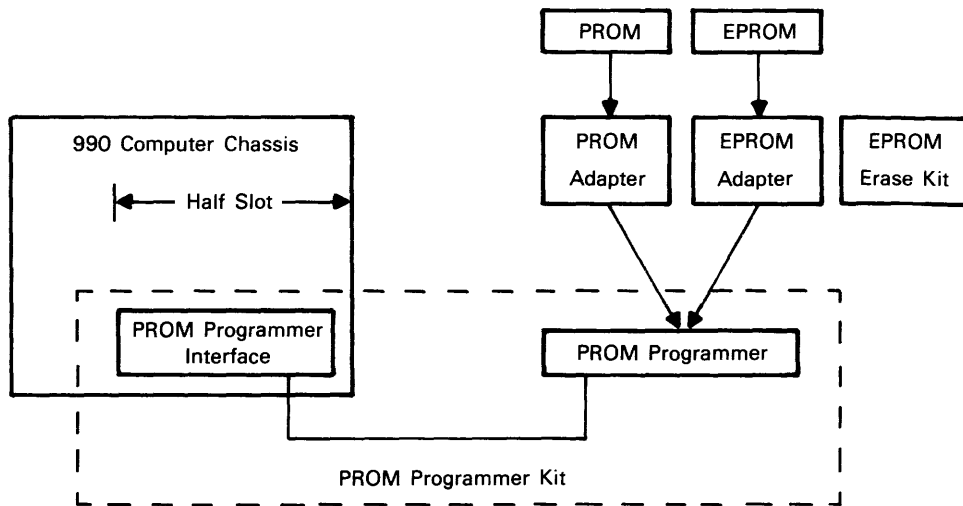 PROM
EPROM
990 Computer Chassis
Half Slot
PROM
Adapter
EPROM
Adapter
EPROM
Erase Kit
PROM Programmer
Interface
PROM Programmer
PROM Programmer Kit